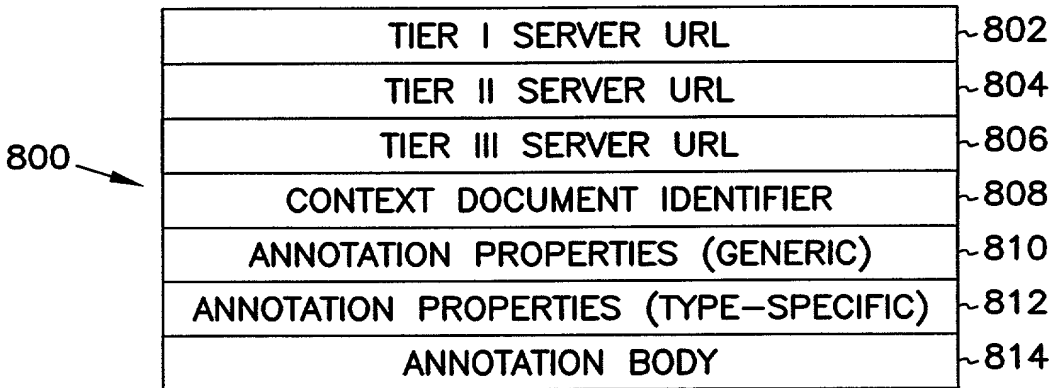 TIER I SERVER URL 802
TIER II SERVER URL 804
TIER III SERVER URL 806
800
CONTEXT DOCUMENT IDENTIFIER 808
ANNOTATION PROPERTIES (GENERIC) 810
ANNOTATION PROPERTIES (TYPE-SPECIFIC) 812
ANNOTATION BODY 814